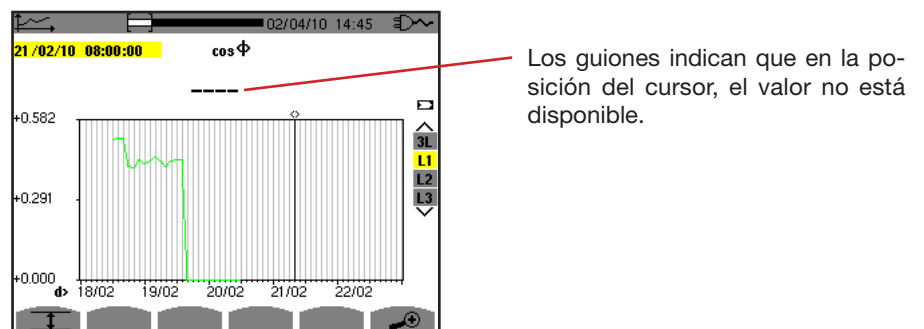 02/04/10 14:45
21/02/10 08:00:00 cos Φ
----
Los guiones indican que en la po-
sición del cursor, el valor no está
disponible.
+0.582
3L
L1
L2
L3
+0.291
+0.000
d> 18/02 19/02 20/02 21/02 22/02